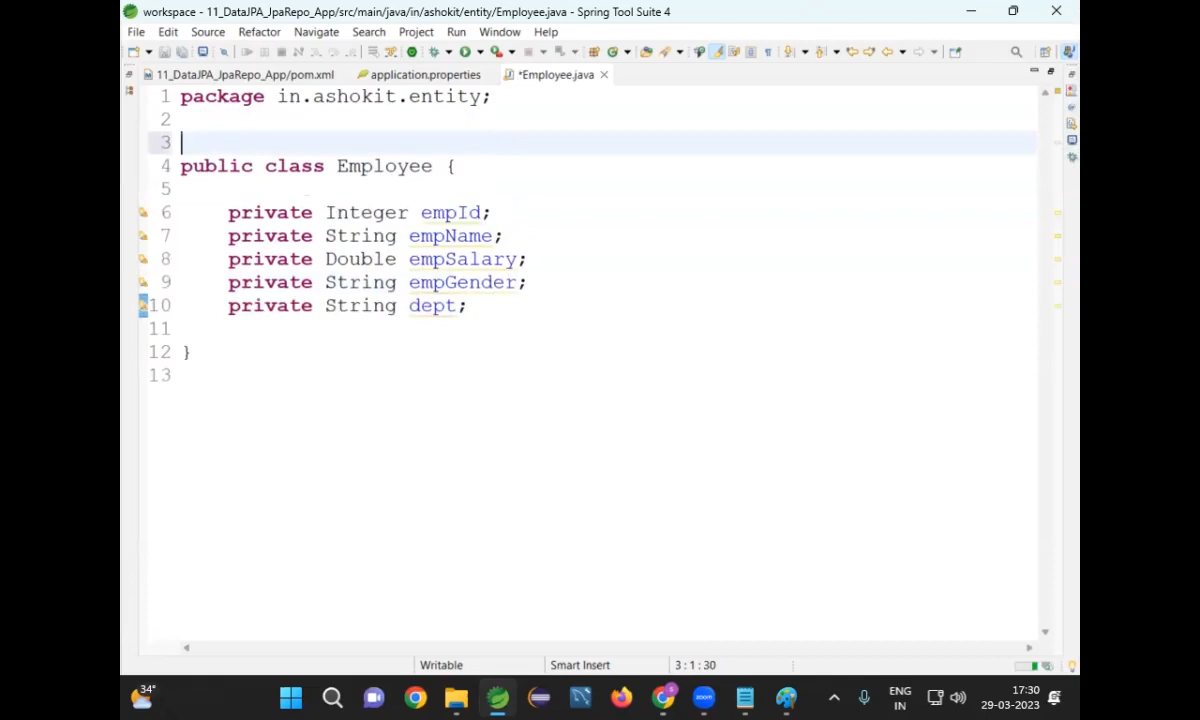 workspace - 11_DataJPA_JpaRepo_App/src/main/java/in/ashokit/entity/Employee.java - Spring Tool Suite 4
File Edit Source Refactor Navigate Search Project Run Window Help
11_DataJPA_JpaRepo_App/pom.xml application.properties *Employee.java
1 package in.ashokit.entity;
2
3
4 public class Employee {
5
6 private Integer empId;
7 private String empName;
8 private Double empSalary;
9 private String empGender;
10 private String dept;
11
12 }
13
Writable Smart Insert 3 : 1 : 30
34° zoom ENG 17:30
IN 29-03-2023